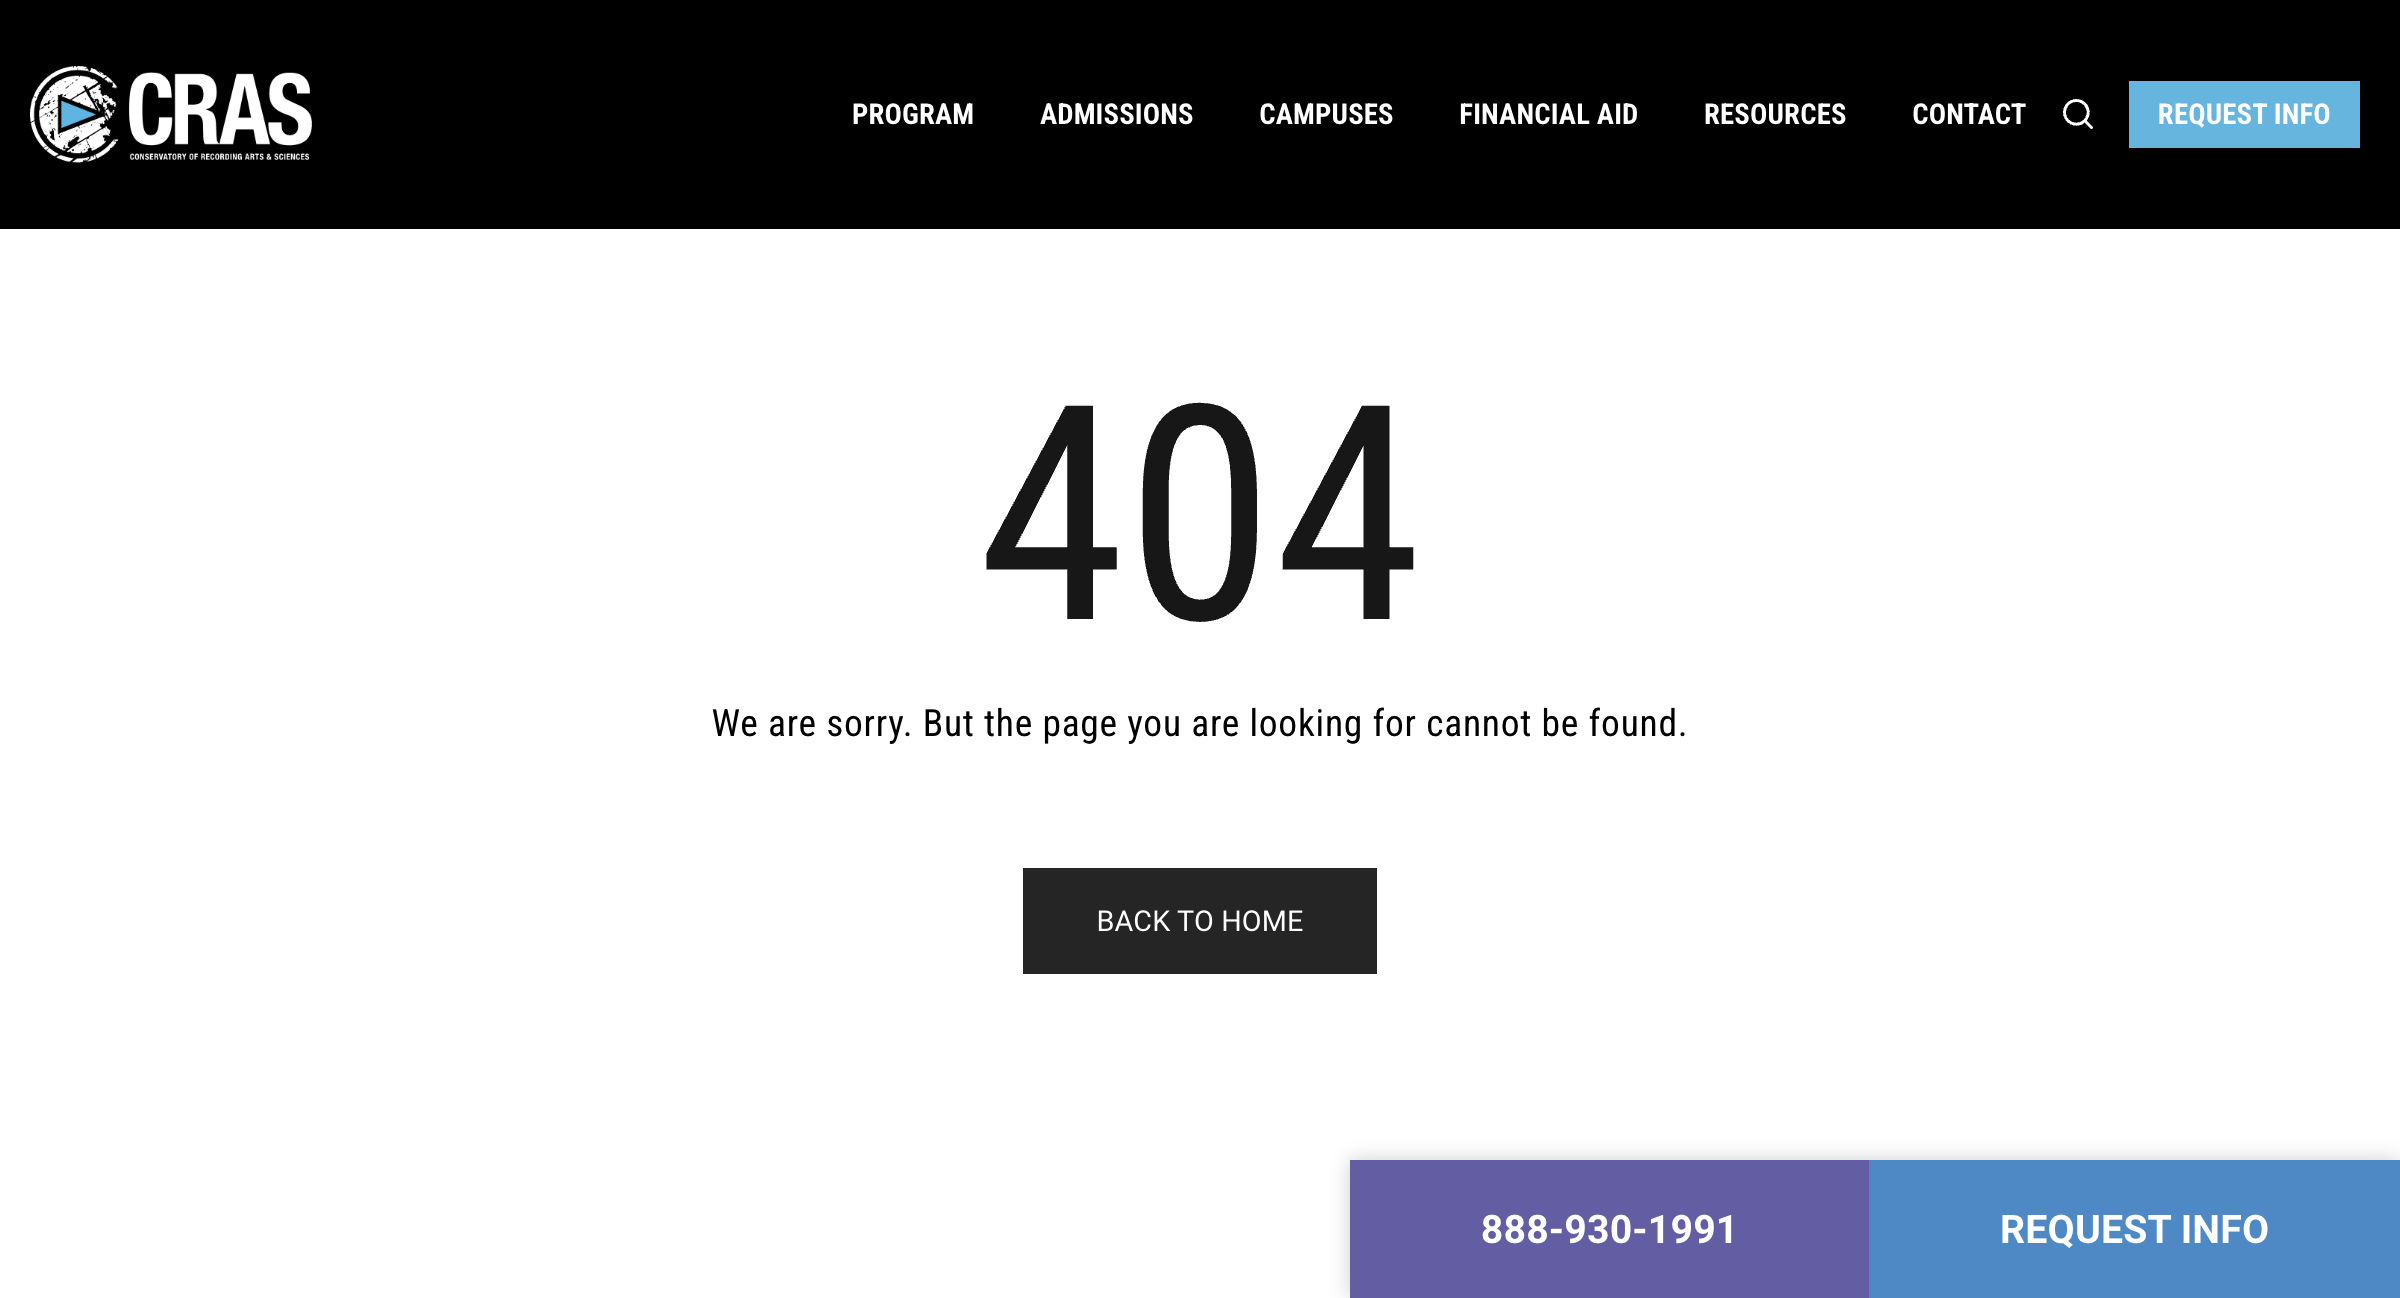 CRAS
CONSERVATORY OF RECORDING ARTS & SCIENCES
PROGRAM ADMISSIONS CAMPUSES FINANCIAL AID RESOURCES CONTACT REQUEST INFO
404
We are sorry. But the page you are looking for cannot be found.
BACK TO HOME
888-930-1991 REQUEST INFO